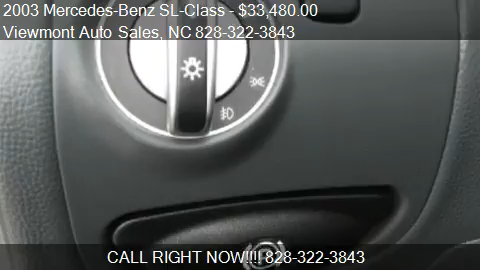 2003 Mercedes-Benz SL-Class - $33,480.00
Viewmont Auto Sales, NC 828-322-3843
CALL RIGHT NOW!!! 828-322-3843